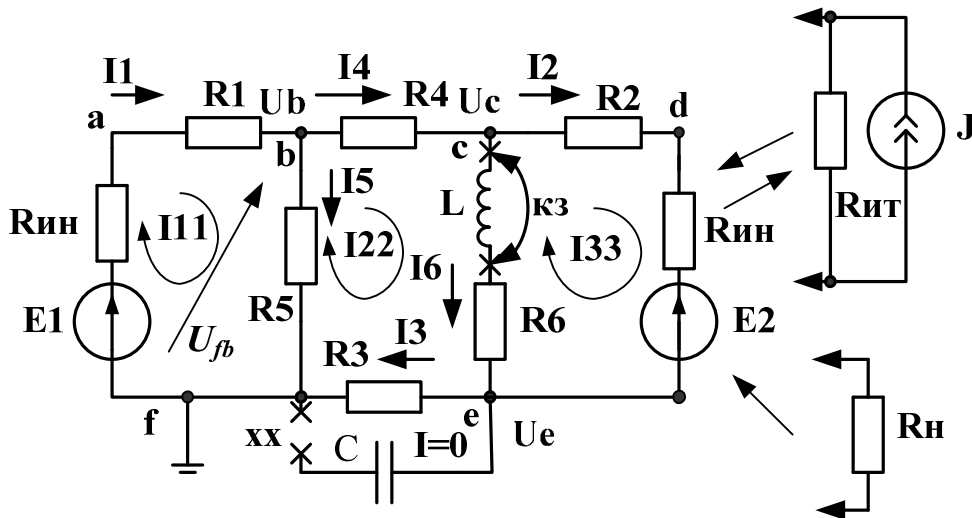 I1
I4
I2
R1
Ub
R4
Uc
R2
d
a
b
c
J
I5
L
кз
Rин
I11
I22
I33
Rин
Rит
I6
E1
Ufb
R5
R6
E2
R3
I3
f
e
xx
C
I=0
Ue
Rн